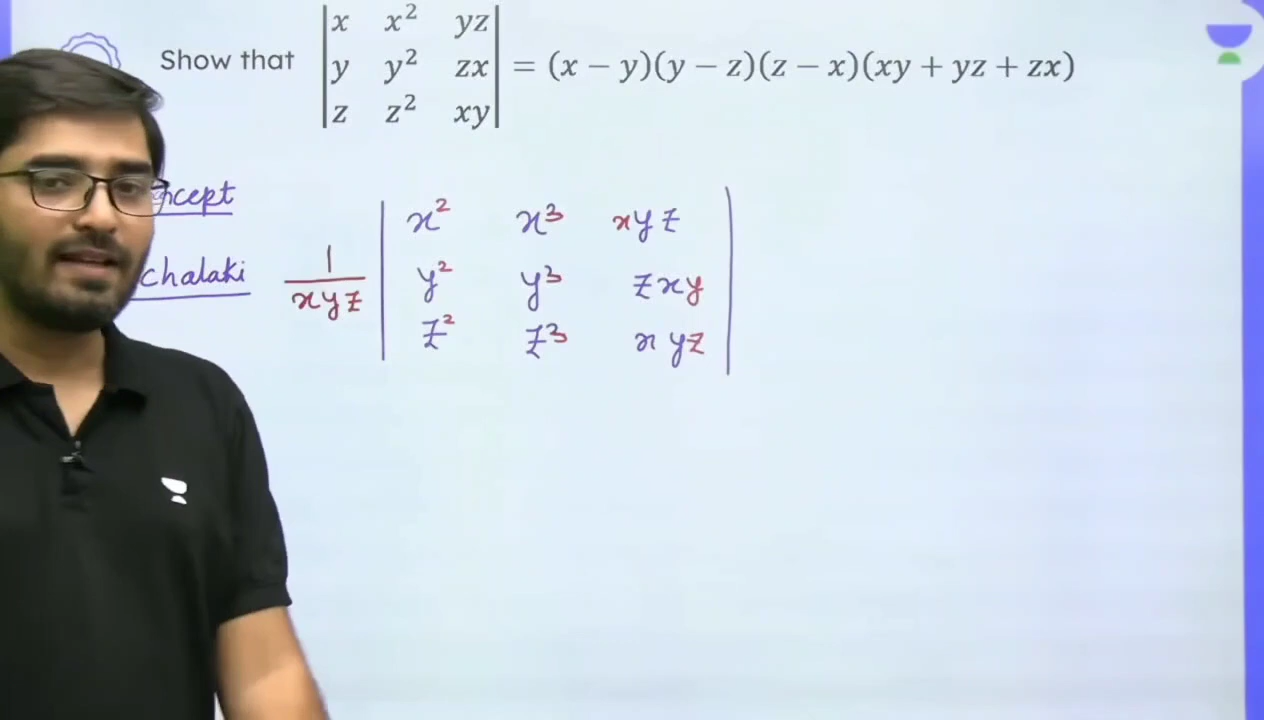 Show that | x x² yz | = (x − y)(y − z)(z − x)(xy + yz + zx)
| y y² zx |
| z z² xy |
ncept
chalaki
1/xyz | x² x³ xyz |
| y² y³ zxy |
| z² z³ xyz |